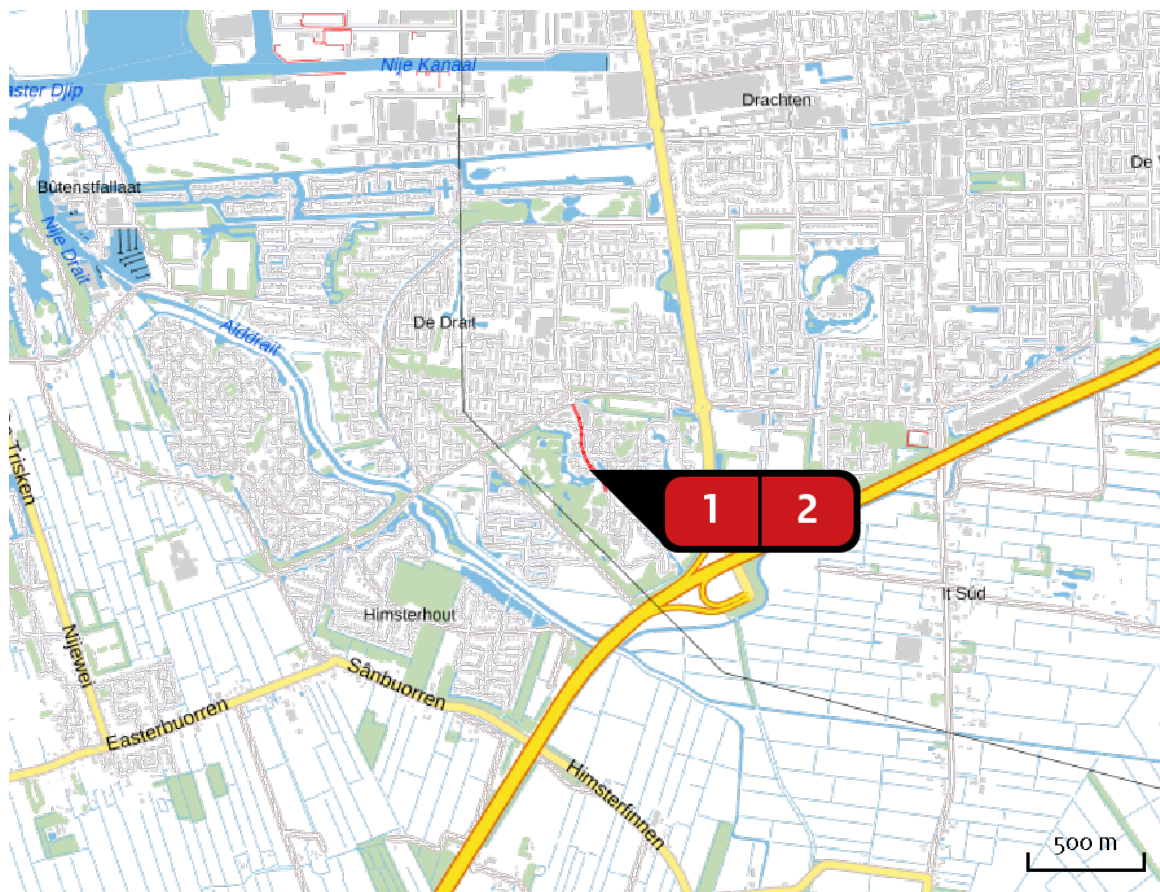 Nije Kanaal
aster Djip
Drachten
De
Bûtenstfallaat
Nije Drait
De Drait
Alddrait
Trisken
1 2
It Súd
Himsterhout
Nijewei
Sânbuorren
Easterbuorren
Himsterfinnen
500 m